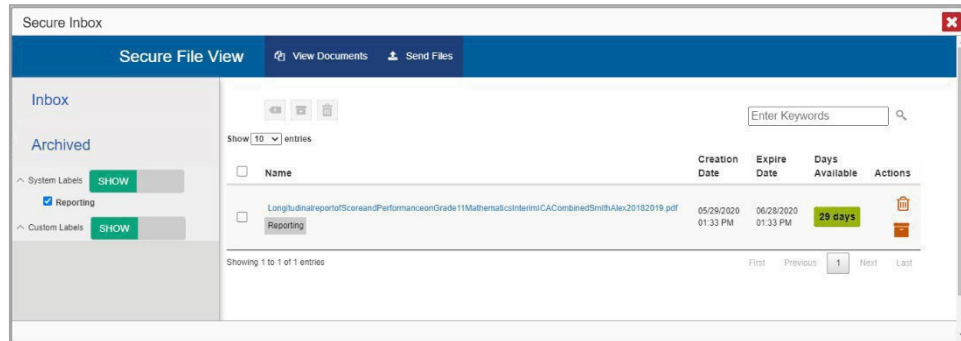 Secure Inbox
Secure File View
View Documents
Send Files
Inbox
Archived
System Labels SHOW
Reporting
Custom Labels SHOW
Enter Keywords
Show 10 entries
Name
Creation Date
Expire Date
Days Available
Actions
LongitudinalreportofScoreandPerformanceonGrade11MathematicsInterimICACombinedSmithAlex20182019.pdf
Reporting
05/29/2020
01:33 PM
06/28/2020
01:33 PM
29 days
Showing 1 to 1 of 1 entries
First Previous 1 Next Last